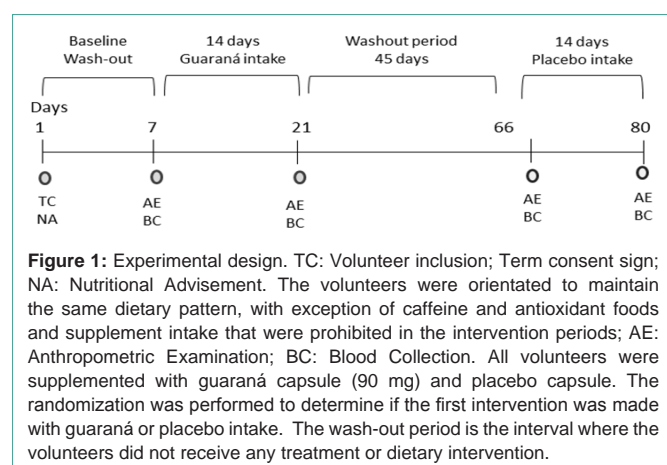 Baseline 14 days Washout period 14 days
Wash-out Guaraná intake 45 days Placebo intake
Days
1 7 21 66 80
TC AE AE AE AE
NA BC BC BC BC
Figure 1: Experimental design. TC: Volunteer inclusion; Term consent sign;
NA: Nutritional Advisement. The volunteers were orientated to maintain
the same dietary pattern, with exception of caffeine and antioxidant foods
and supplement intake that were prohibited in the intervention periods; AE:
Anthropometric Examination; BC: Blood Collection. All volunteers were
supplemented with guaraná capsule (90 mg) and placebo capsule. The
randomization was performed to determine if the first intervention was made
with guaraná or placebo intake. The wash-out period is the interval where the
volunteers did not receive any treatment or dietary intervention.